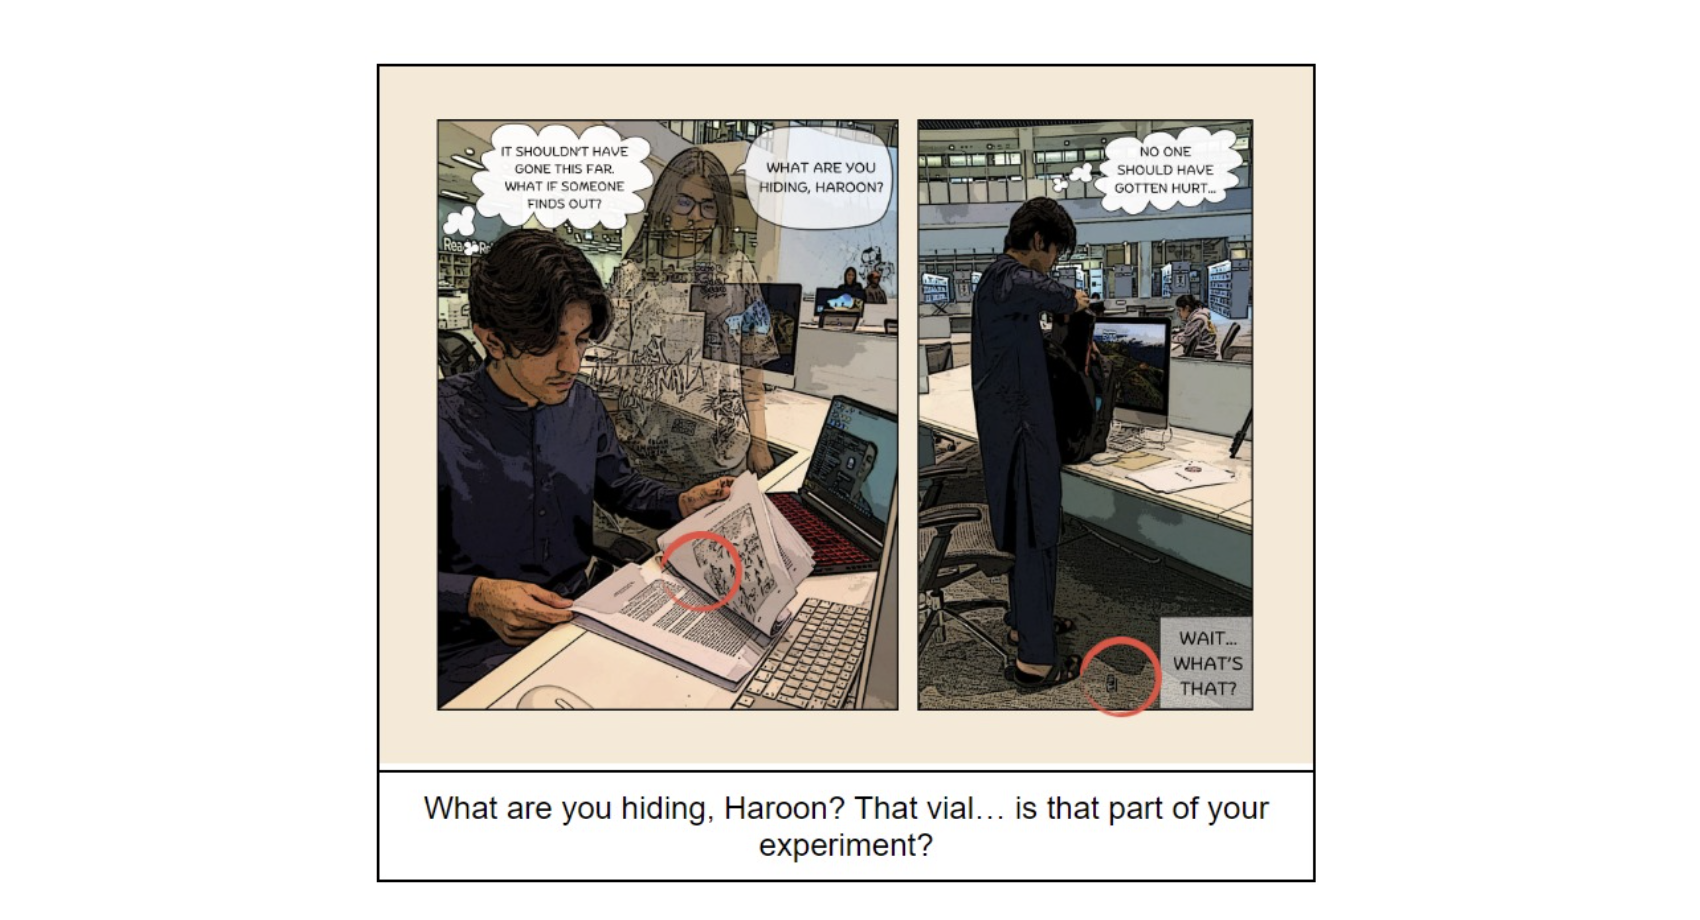 IT SHOULDN'T HAVE
GONE THIS FAR.
WHAT IF SOMEONE
FINDS OUT?
WHAT ARE YOU
HIDING, HAROON?
NO ONE
SHOULD HAVE
GOTTEN HURT...
WAIT...
WHAT'S
THAT?
What are you hiding, Haroon? That vial… is that part of your
experiment?